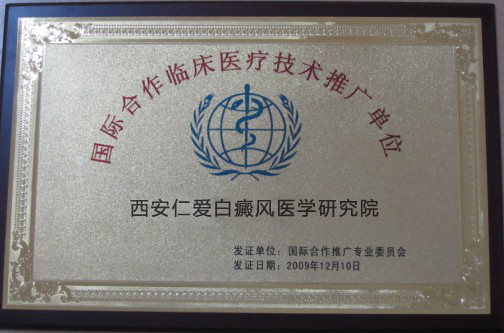 国际合作临床医疗技术推广单位
西安仁爱白癜风医学研究院
发证单位：国际合作推广专业委员会
发证日期：2009年12月10日